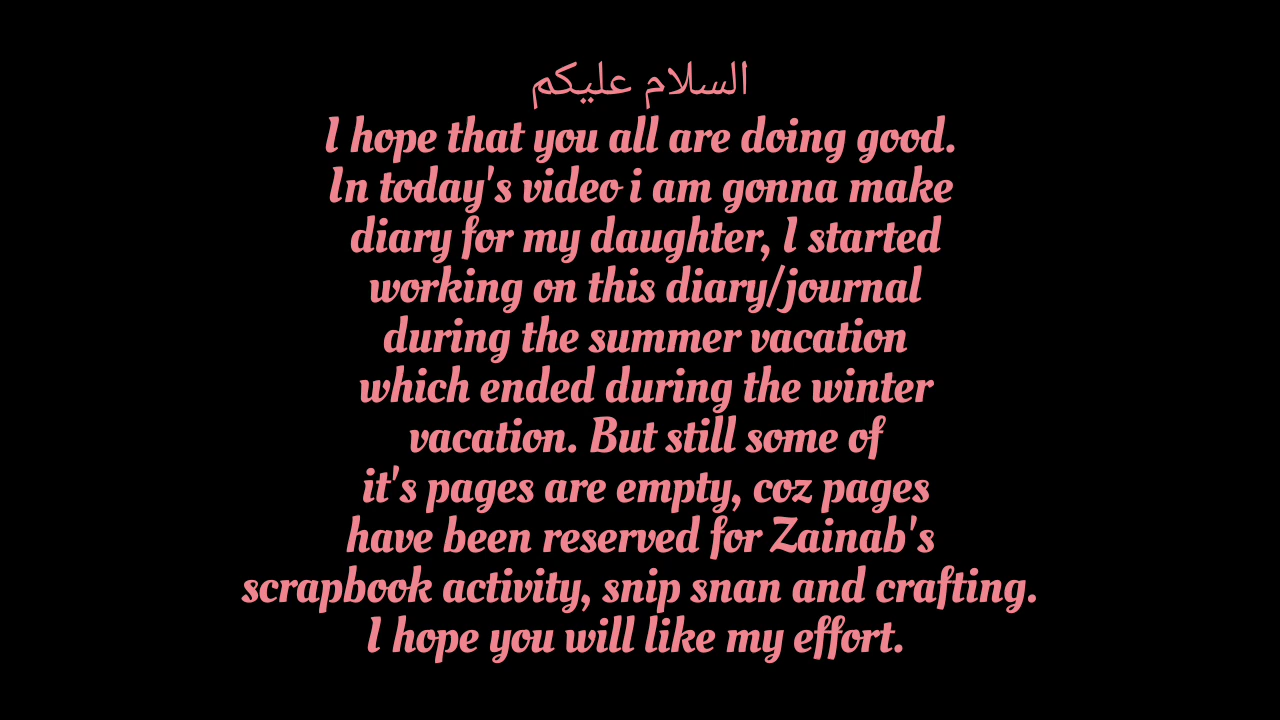 السلام عليكم
I hope that you all are doing good.
In today's video i am gonna make
diary for my daughter, I started
working on this diary/journal
during the summer vacation
which ended during the winter
vacation. But still some of
it's pages are empty, coz pages
have been reserved for Zainab's
scrapbook activity, snip snan and crafting.
I hope you will like my effort.